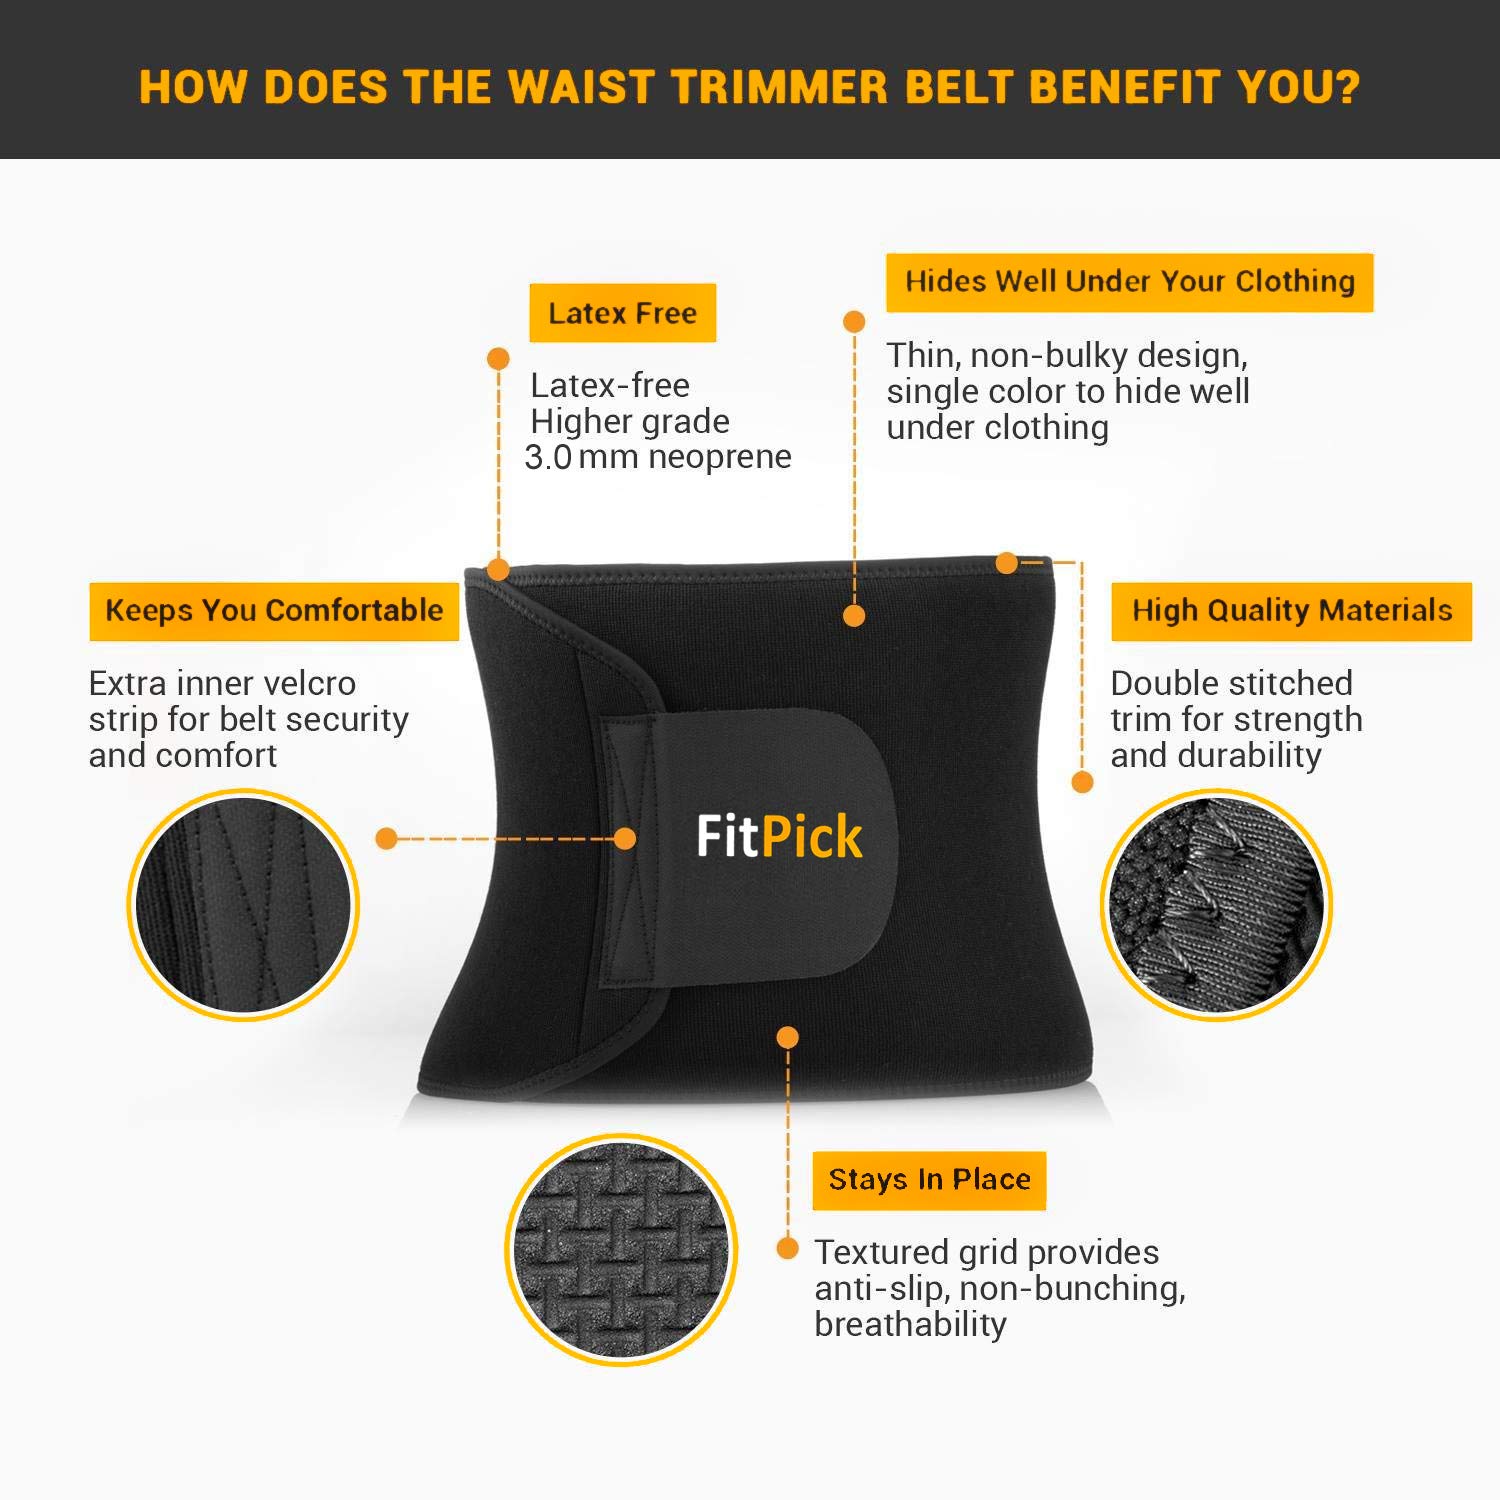 HOW DOES THE WAIST TRIMMER BELT BENEFIT YOU?
Latex Free
Latex-free
Higher grade
3.0 mm neoprene
Hides Well Under Your Clothing
Thin, non-bulky design,
single color to hide well
under clothing
Keeps You Comfortable
Extra inner velcro
strip for belt security
and comfort
High Quality Materials
Double stitched
trim for strength
and durability
FitPick
Stays In Place
Textured grid provides
anti-slip, non-bunching,
breathability